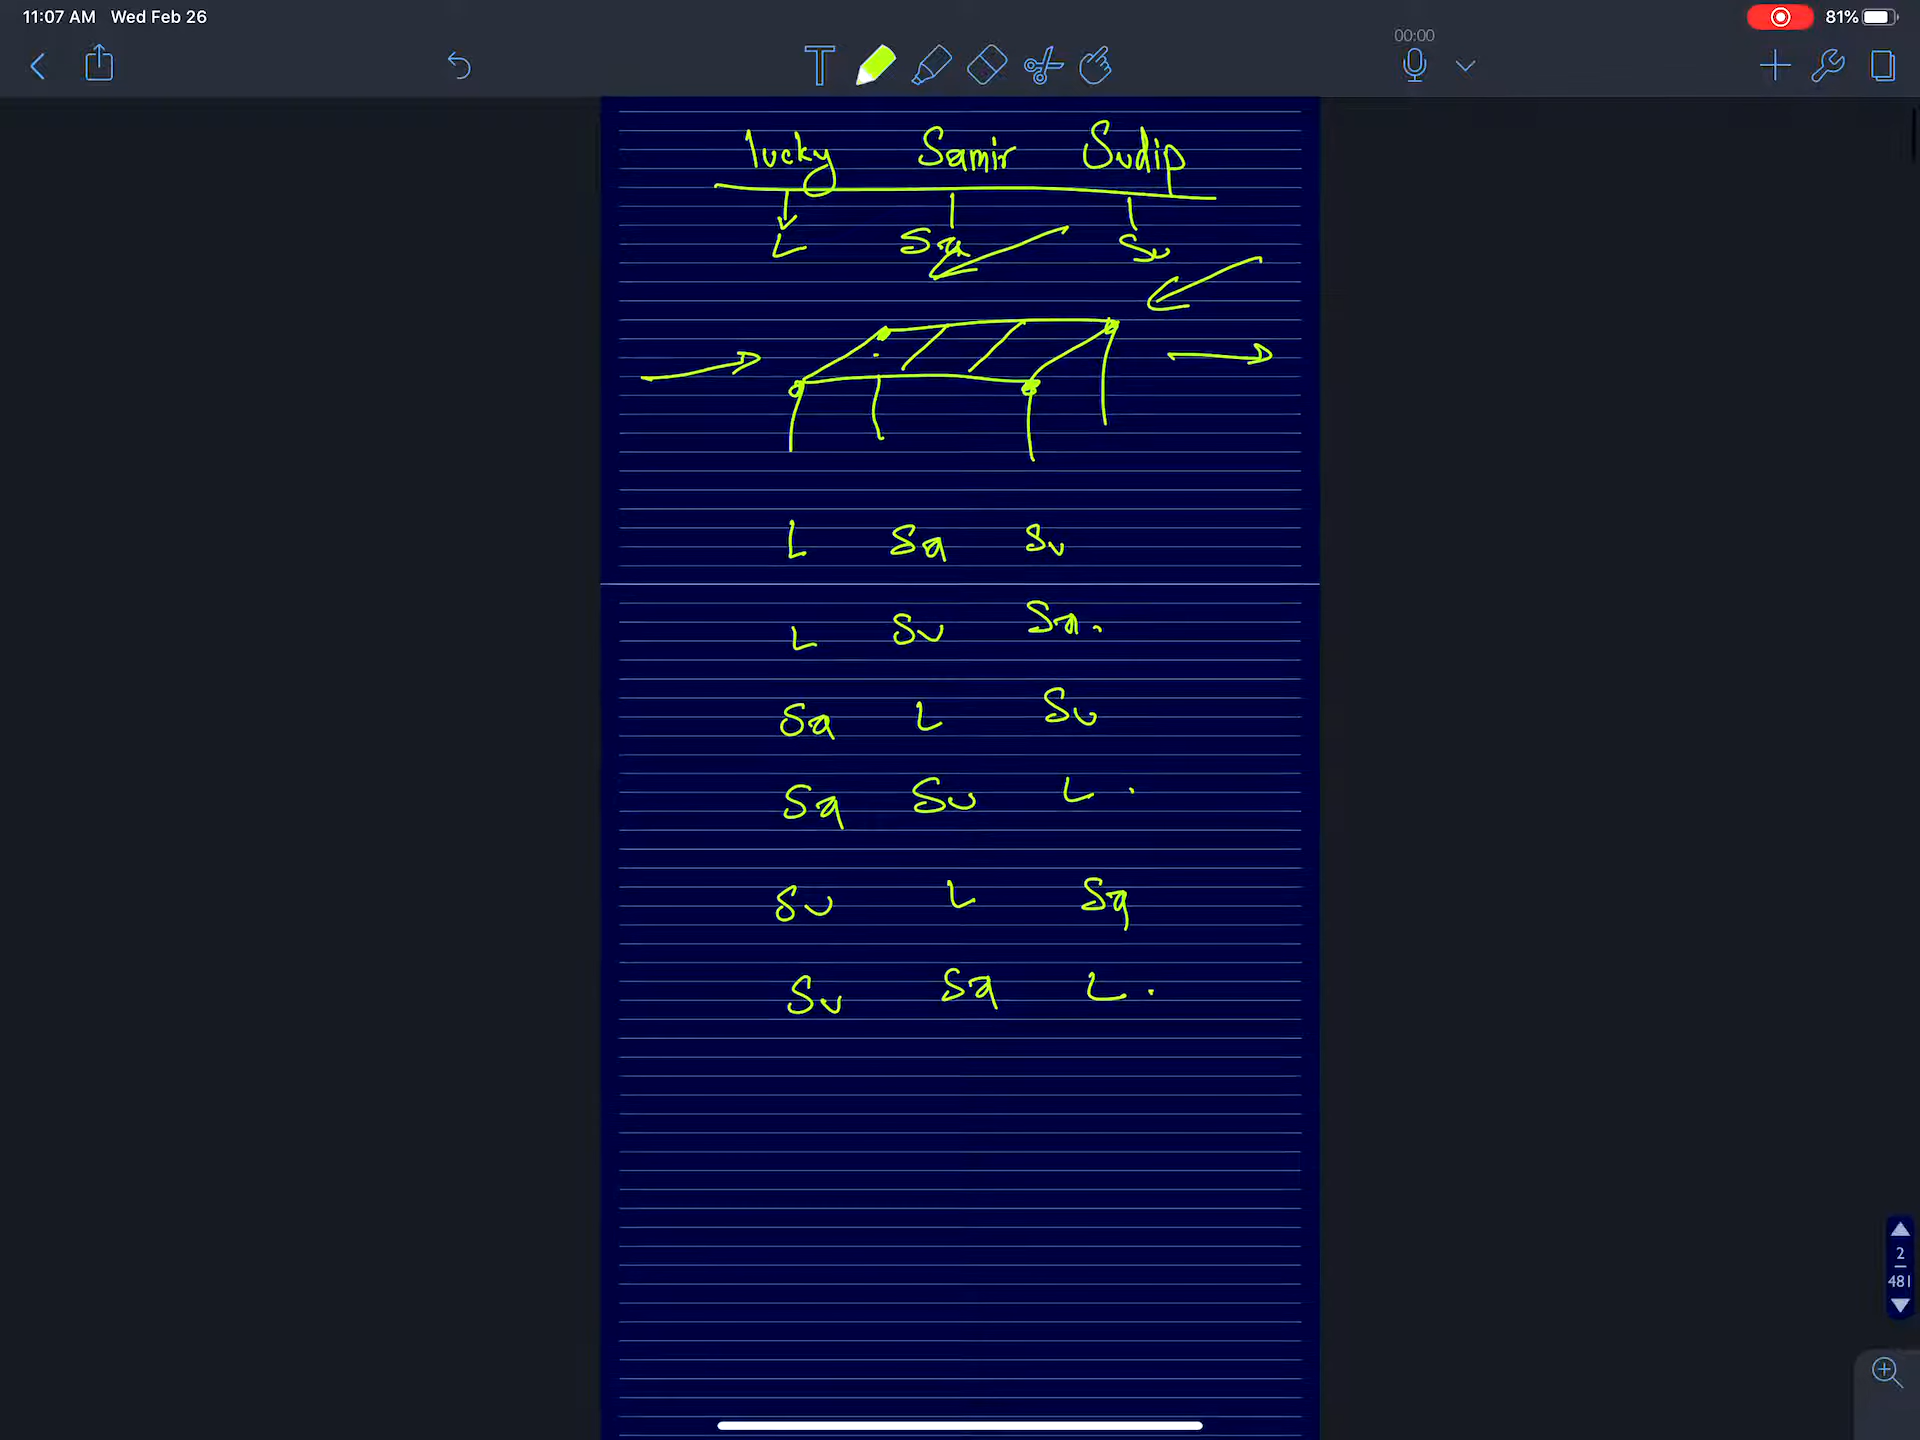 11:07 AM Wed Feb 26
81%
00:00
lucky Samir Sudip
L Sa Su
L Sa Su
L Su Sa.
Sa L Su
Sa Su L .
Su L Sa
Su Sa L .
2
481